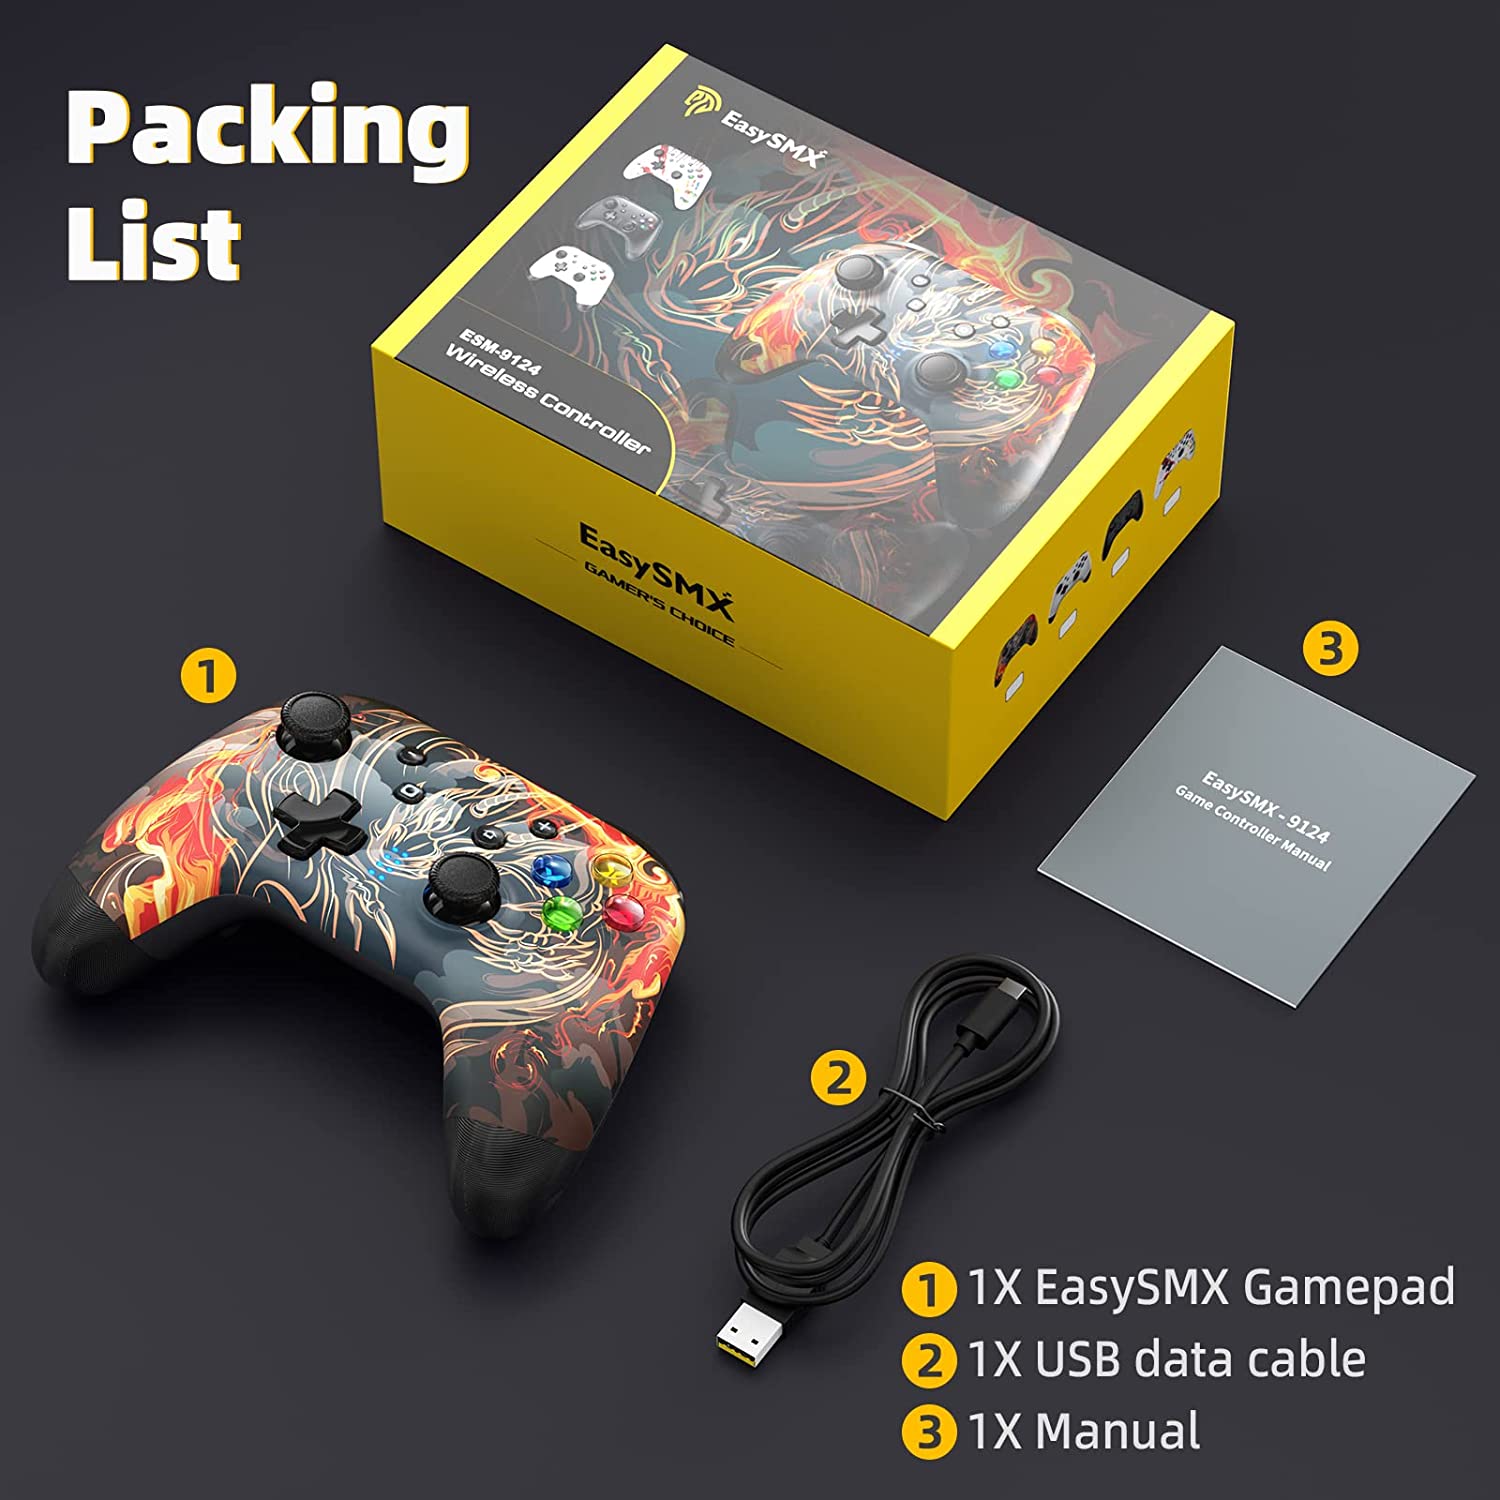 Packing
List
EasySMX
ESM-9124
Wireless Controller
EasySMX
GAMER'S CHOICE
1
3
EasySMX - 9124
Game Controller Manual
2
1 1X EasySMX Gamepad
2 1X USB data cable
3 1X Manual